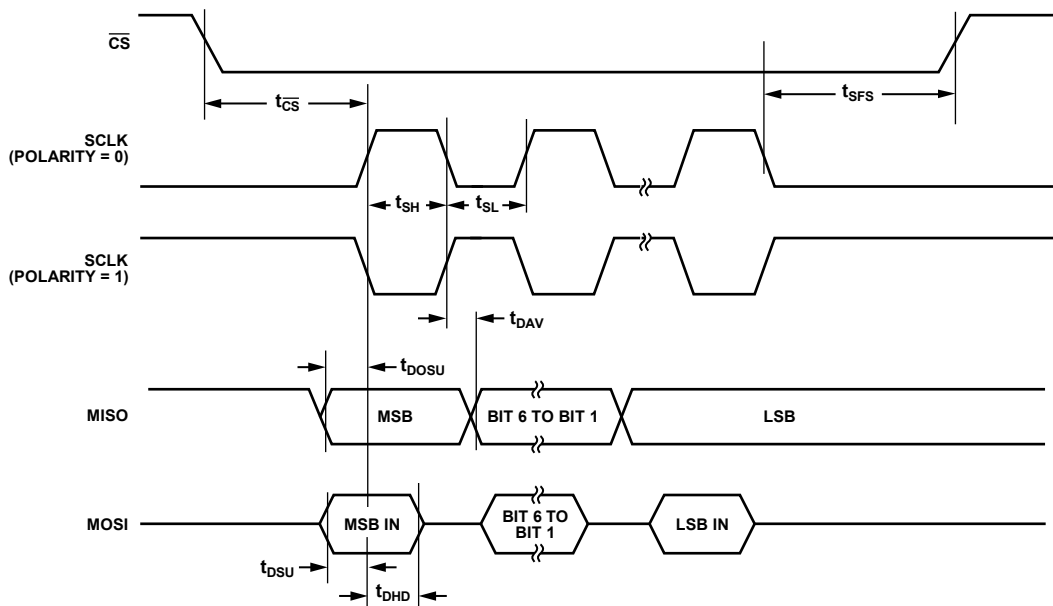 CS
tCS
tSFS
SCLK
(POLARITY = 0)
tSH
tSL
SCLK
(POLARITY = 1)
tDAV
tDOSU
MISO
MSB
BIT 6 TO BIT 1
LSB
MOSI
MSB IN
BIT 6 TO
BIT 1
LSB IN
tDSU
tDHD